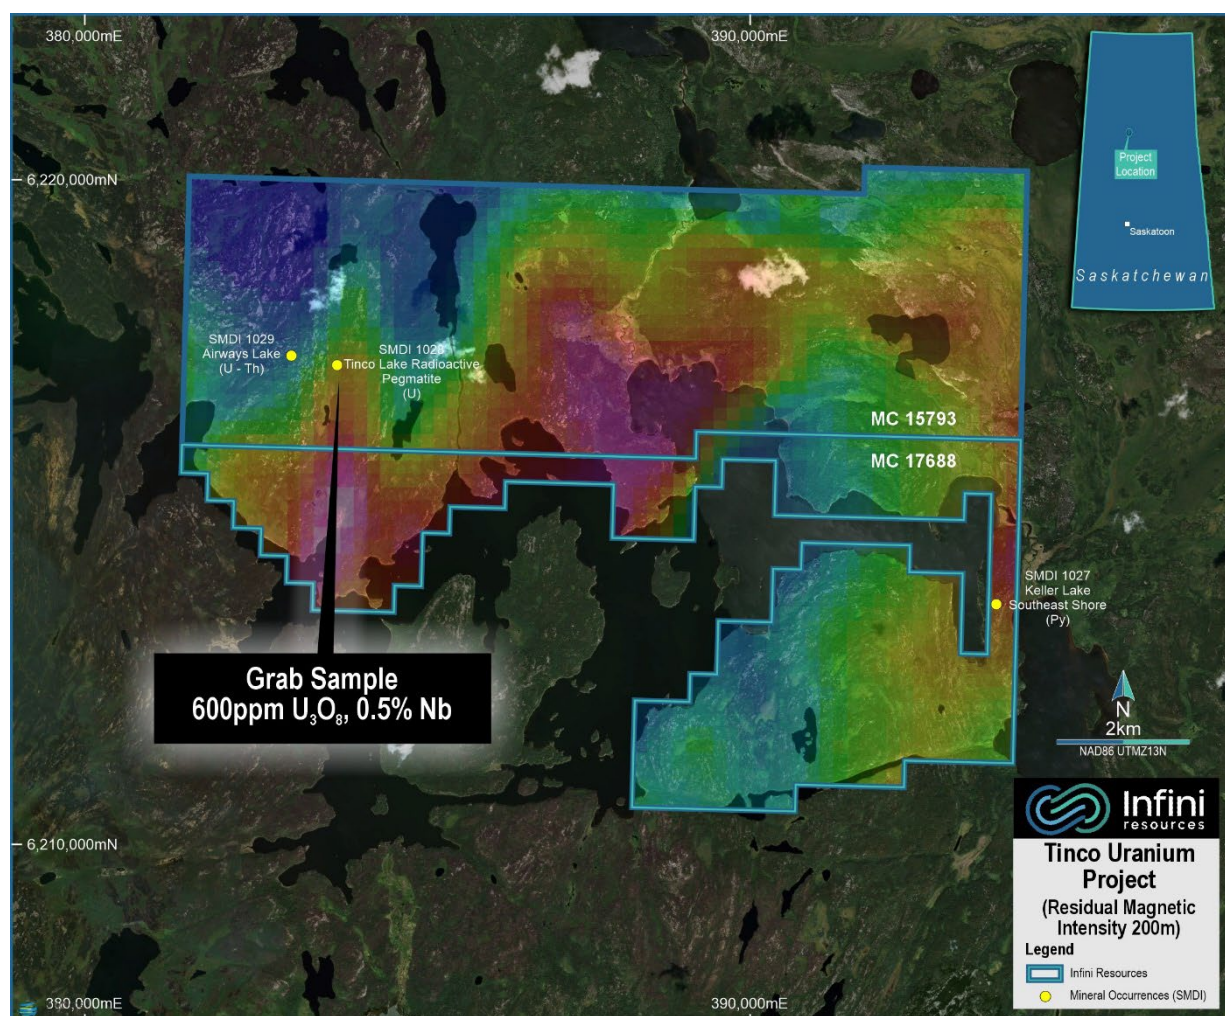 380,000mE
390,000mE
6,220,000mN
Project
Location
Saskatoon
Saskatchewan
SMDI 1029
Airways Lake
(U - Th)
SMDI 1028
Tinco Lake Radioactive
Pegmatite
(U)
MC 15793
MC 17688
SMDI 1027
Keller Lake
Southeast Shore
(Py)
Grab Sample
600ppm U₃O₈, 0.5% Nb
N
2km
NAD86 UTMZ13N
Infini
resources
6,210,000mN
Tinco Uranium
Project
(Residual Magnetic
Intensity 200m)
Legend
Infini Resources
Mineral Occurrences (SMDI)
380,000mE
390,000mE